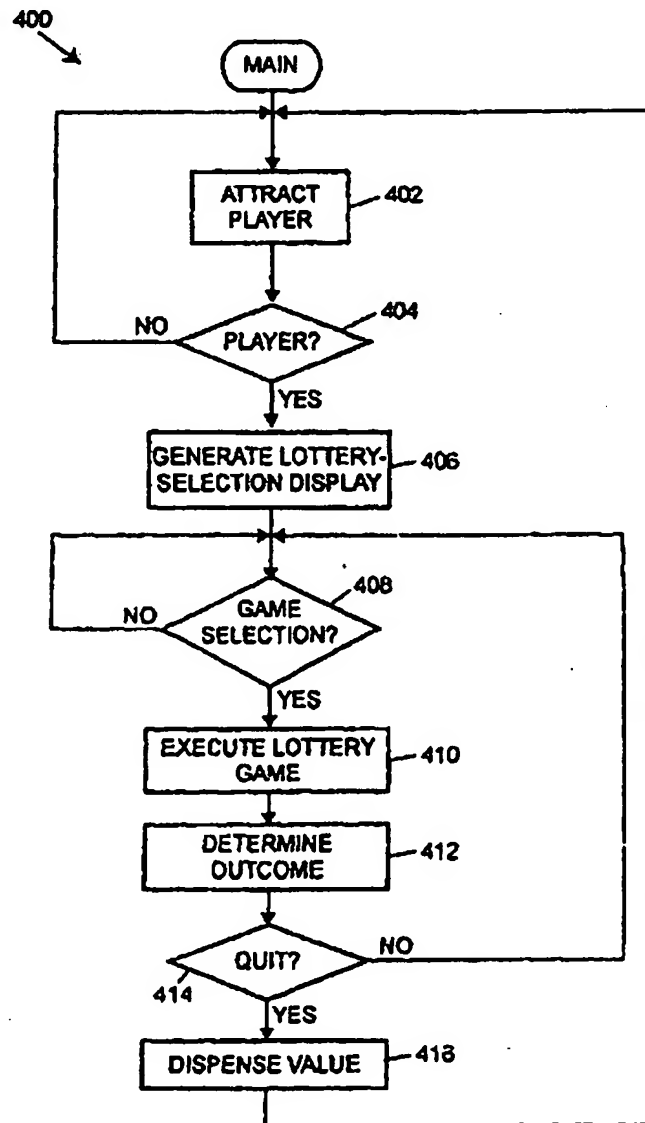 400
MAIN
ATTRACT
PLAYER
402
404
NO
PLAYER?
YES
GENERATE LOTTERY-
SELECTION DISPLAY
406
408
NO
GAME
SELECTION?
YES
EXECUTE LOTTERY
GAME
410
DETERMINE
OUTCOME
412
QUIT?
NO
414
YES
DISPENSE VALUE
416